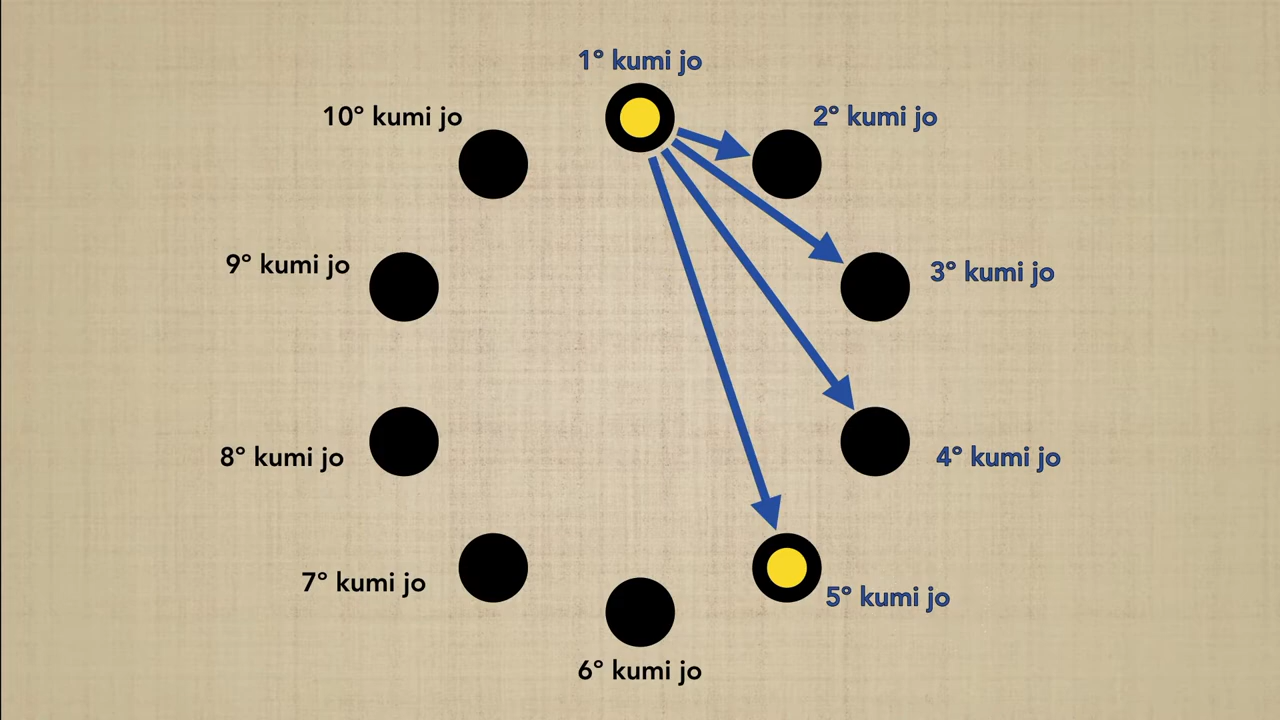 1° kumi jo
2° kumi jo
3° kumi jo
4° kumi jo
5° kumi jo
6° kumi jo
7° kumi jo
8° kumi jo
9° kumi jo
10° kumi jo